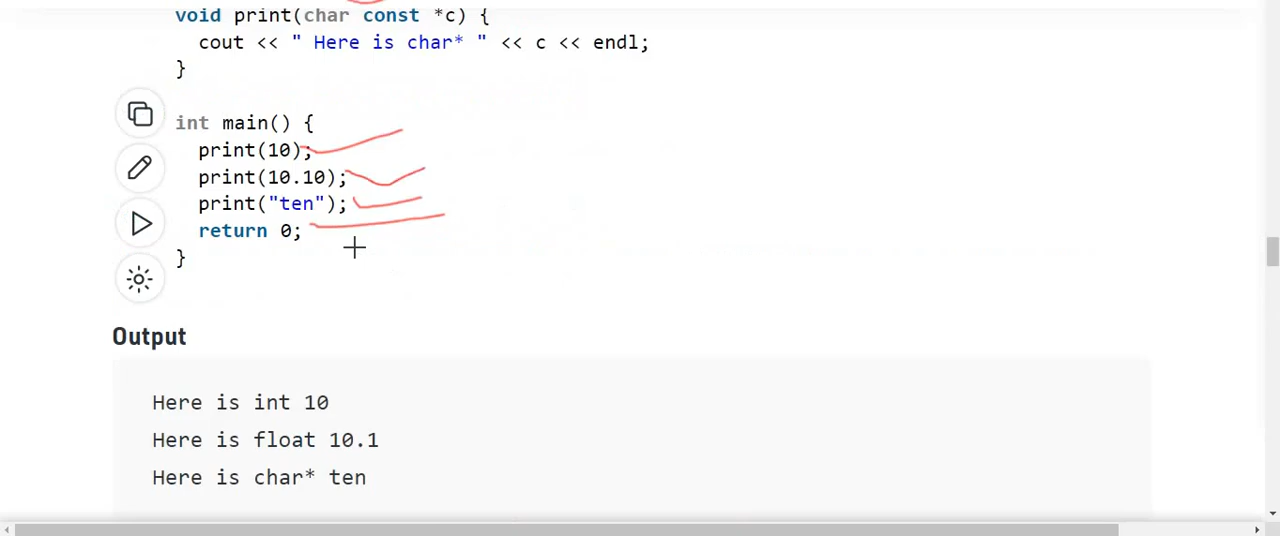 void print(char const *c) {
cout << " Here is char* " << c << endl;
}
int main() {
print(10);
print(10.10);
print("ten");
return 0;
}
Output
Here is int 10
Here is float 10.1
Here is char* ten